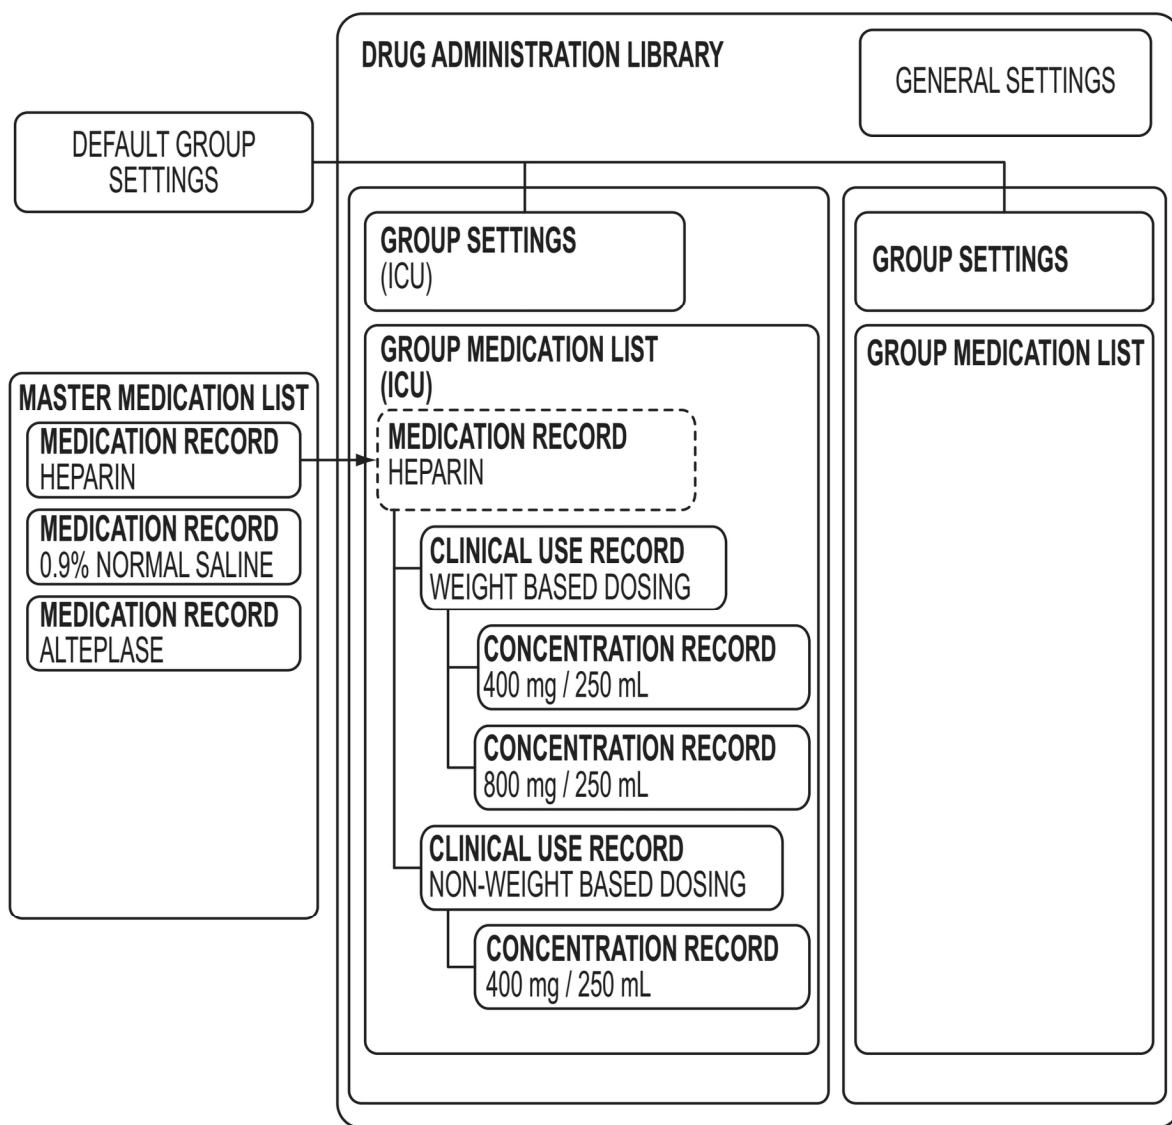 DRUG ADMINISTRATION LIBRARY
GENERAL SETTINGS
DEFAULT GROUP
SETTINGS
GROUP SETTINGS
(ICU)
GROUP SETTINGS
GROUP MEDICATION LIST
(ICU)
GROUP MEDICATION LIST
MASTER MEDICATION LIST
MEDICATION RECORD
HEPARIN
MEDICATION RECORD
0.9% NORMAL SALINE
MEDICATION RECORD
ALTEPLASE
MEDICATION RECORD
HEPARIN
CLINICAL USE RECORD
WEIGHT BASED DOSING
CONCENTRATION RECORD
400 mg / 250 mL
CONCENTRATION RECORD
800 mg / 250 mL
CLINICAL USE RECORD
NON-WEIGHT BASED DOSING
CONCENTRATION RECORD
400 mg / 250 mL